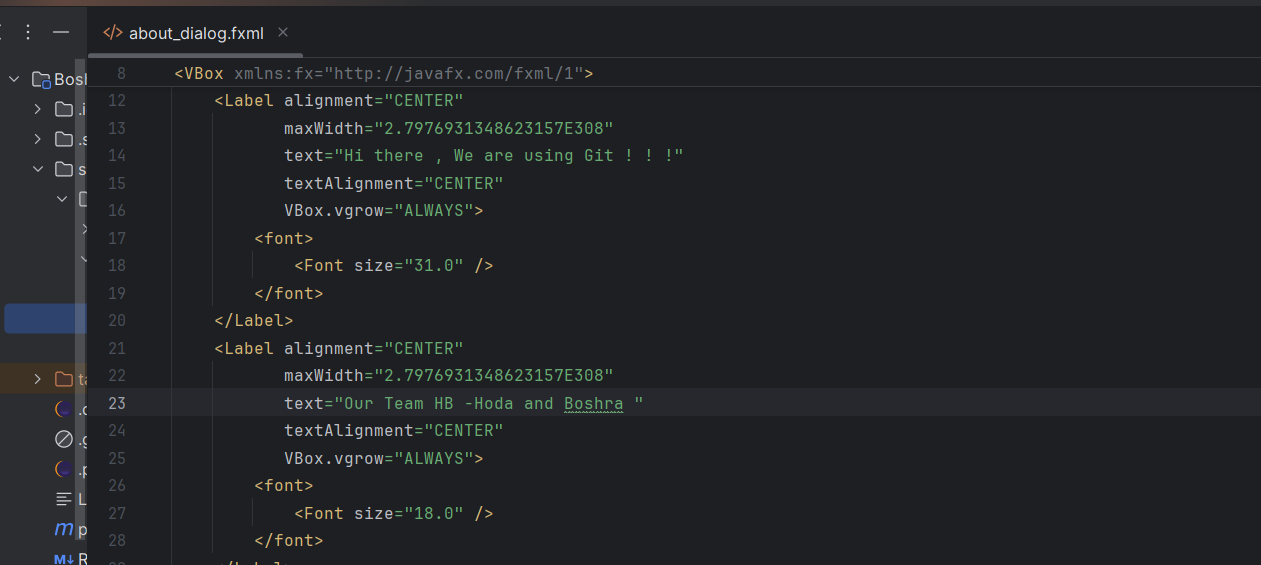 about_dialog.fxml
Bosh
.i
.s
s
ta
.c
.g
.p
L
m p
M↓ R
8 <VBox xmlns:fx="http://javafx.com/fxml/1">
12 <Label alignment="CENTER"
13 maxWidth="2.7976931348623157E308"
14 text="Hi there , We are using Git ! ! !"
15 textAlignment="CENTER"
16 VBox.vgrow="ALWAYS">
17 <font>
18 <Font size="31.0" />
19 </font>
20 </Label>
21 <Label alignment="CENTER"
22 maxWidth="2.7976931348623157E308"
23 text="Our Team HB -Hoda and Boshra "
24 textAlignment="CENTER"
25 VBox.vgrow="ALWAYS">
26 <font>
27 <Font size="18.0" />
28 </font>